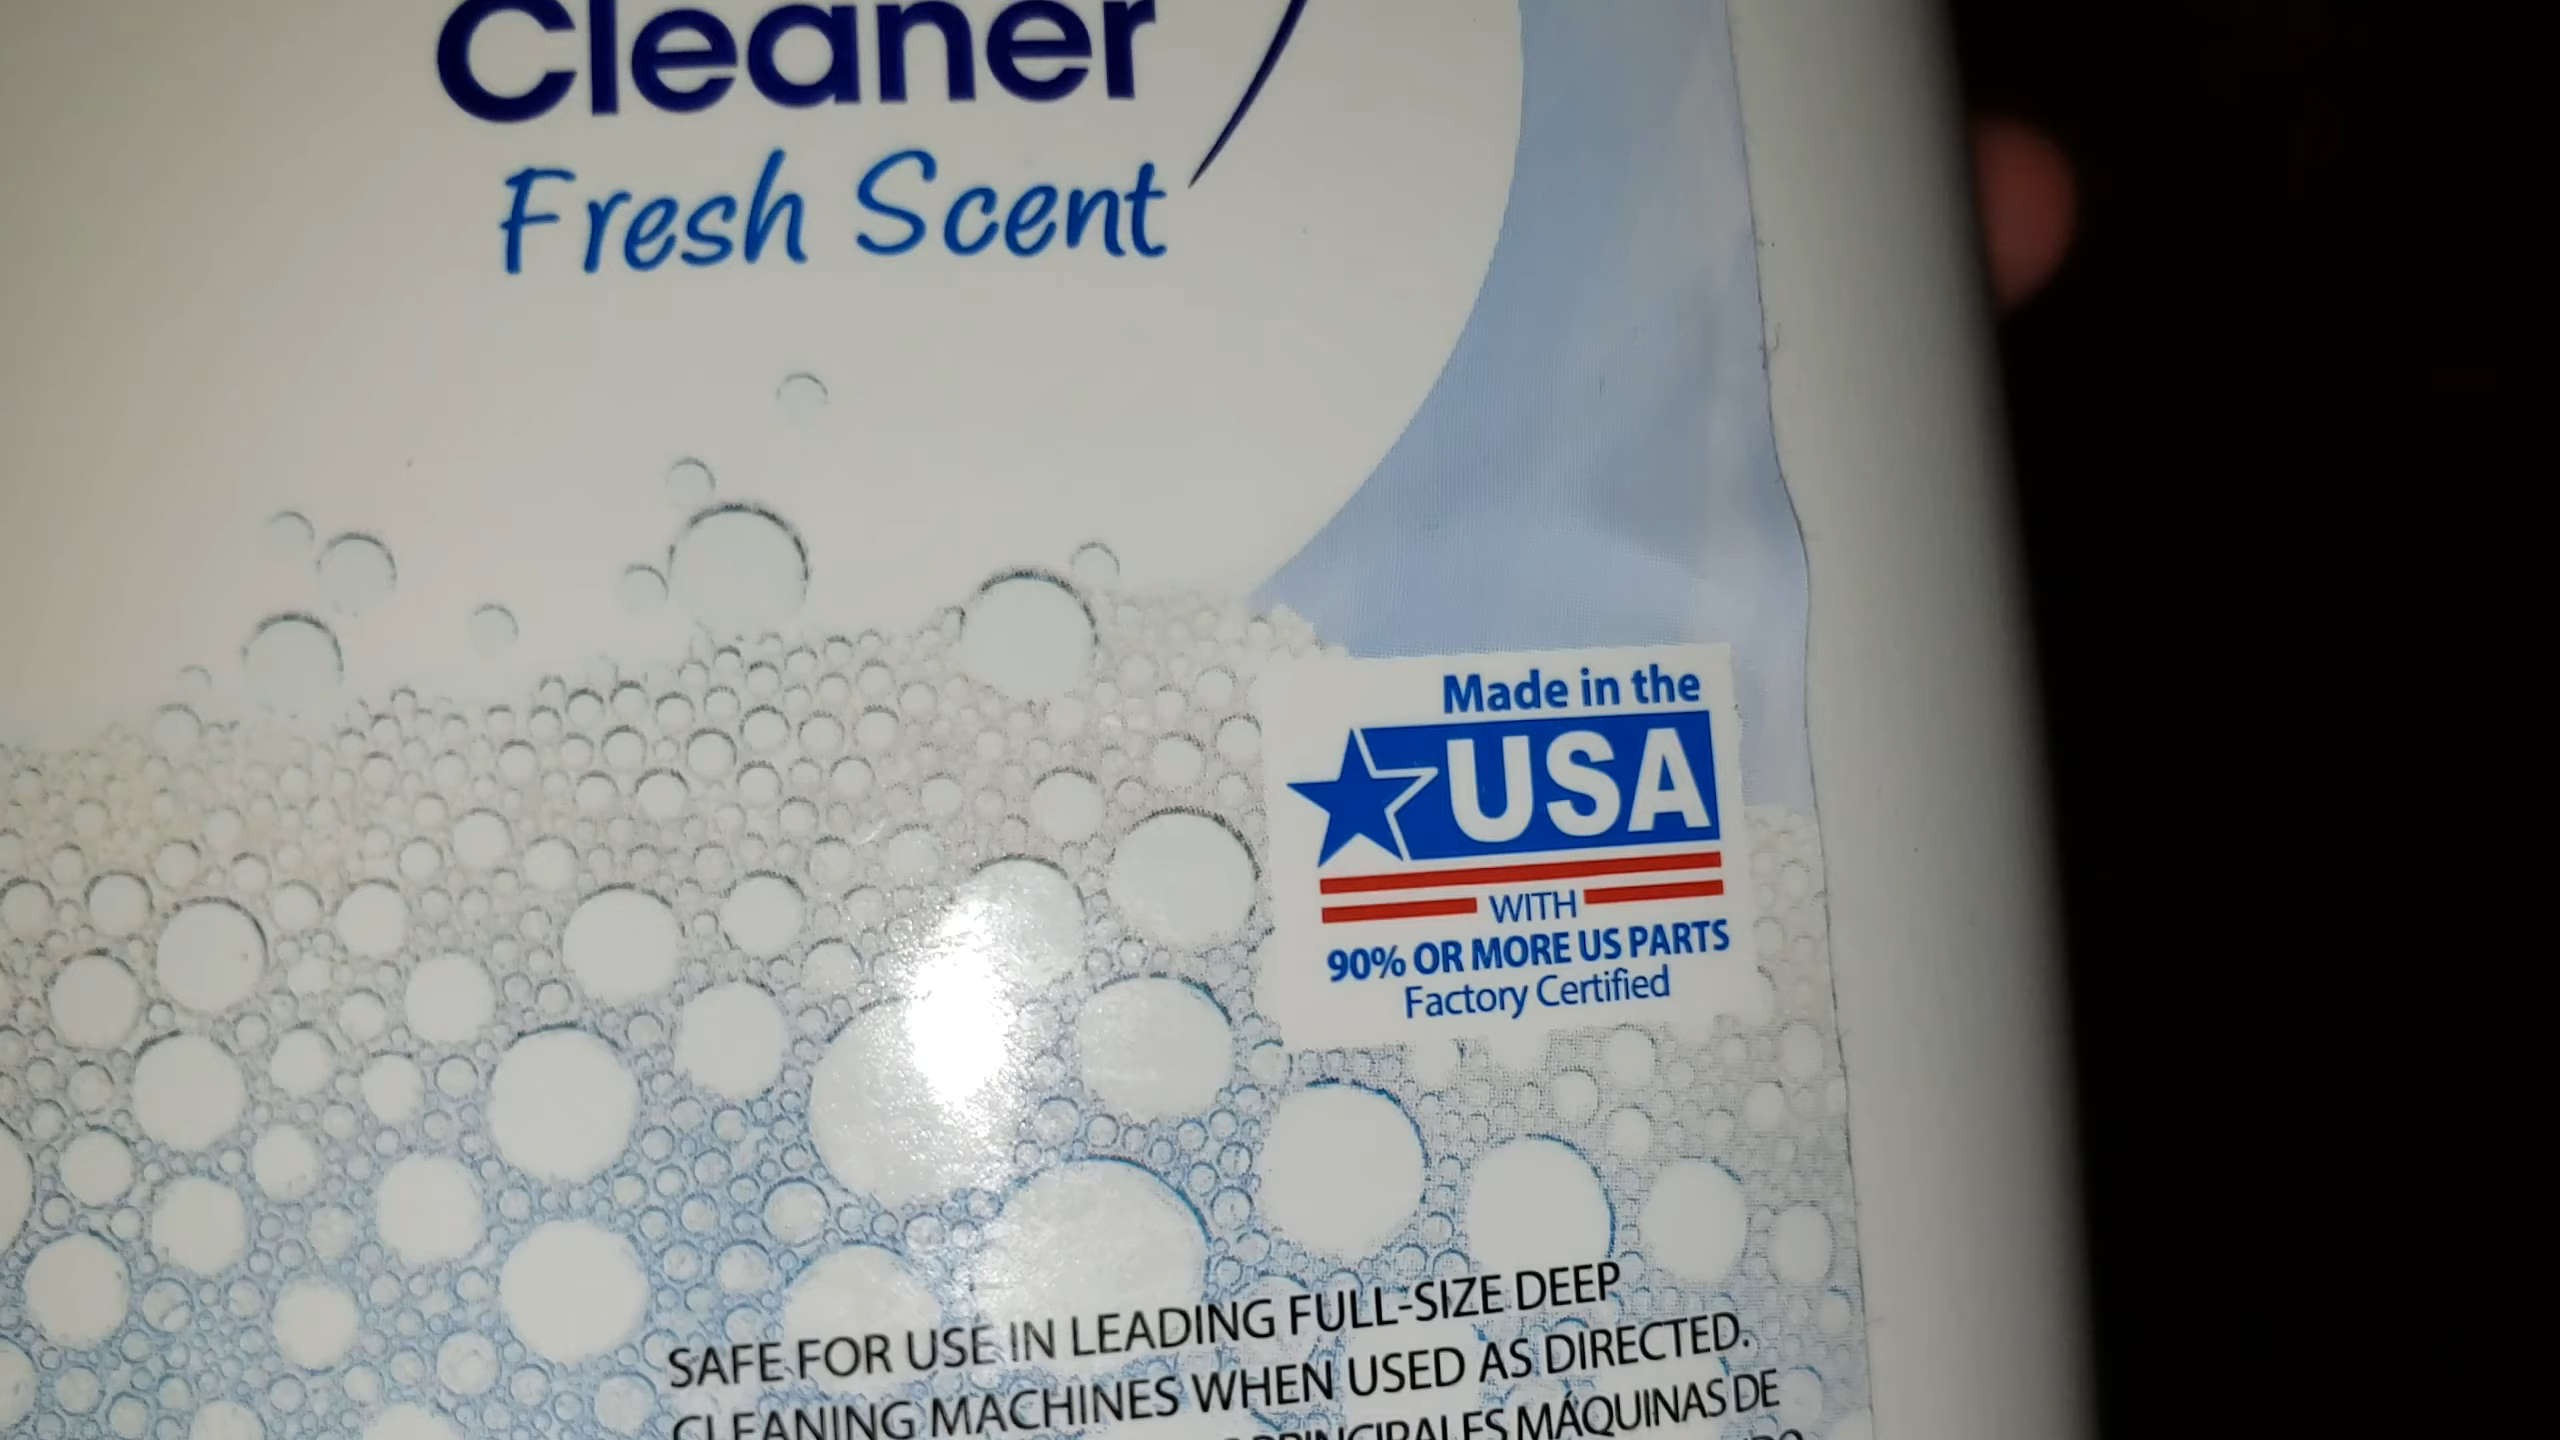 Cleaner
Fresh Scent
Made in the
USA
WITH
90% OR MORE US PARTS
Factory Certified
SAFE FOR USE IN LEADING FULL-SIZE DEEP
CLEANING MACHINES WHEN USED AS DIRECTED.
MÁQUINAS DE